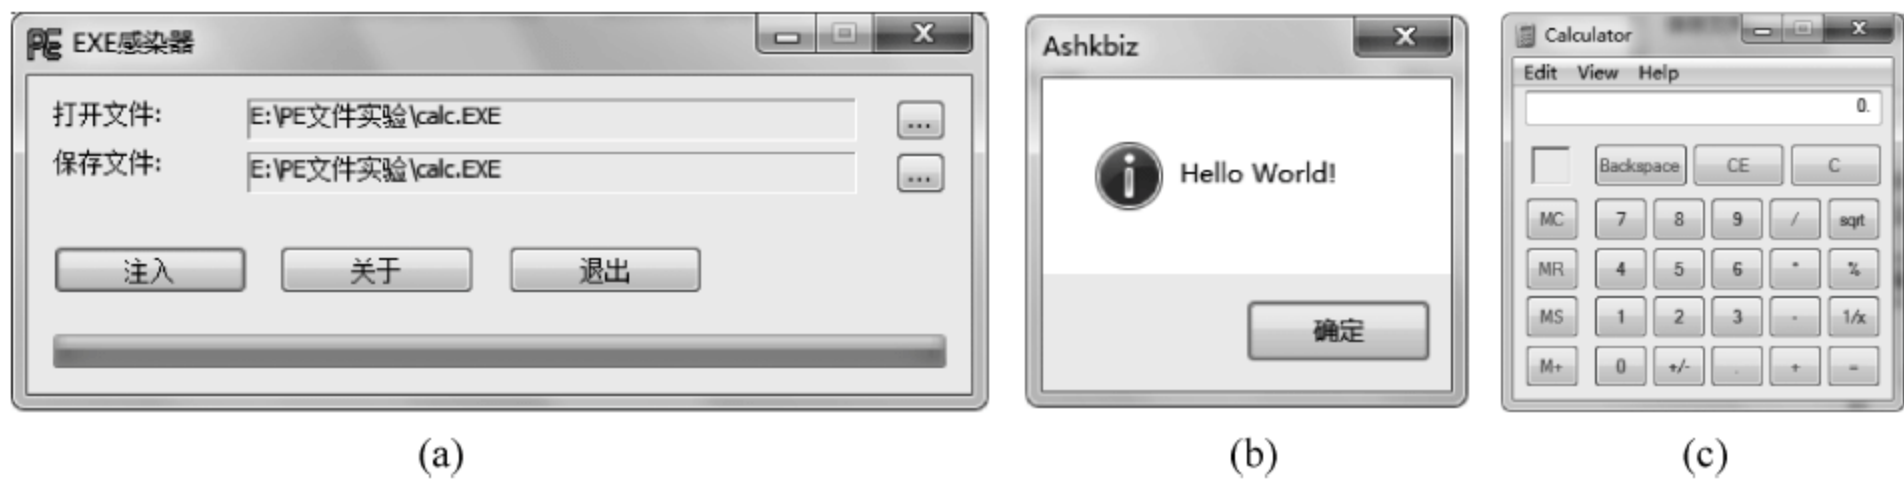 EXE感染器
打开文件:
E:\PE文件实验\calc.EXE
...
保存文件:
E:\PE文件实验\calc.EXE
...
注入
关于
退出
(a)
Ashkbiz
Hello World!
确定
(b)
Calculator
Edit View Help
0.
Backspace CE C
MC 7 8 9 / sqrt
MR 4 5 6 * %
MS 1 2 3 - 1/x
M+ 0 +/- . + =
(c)